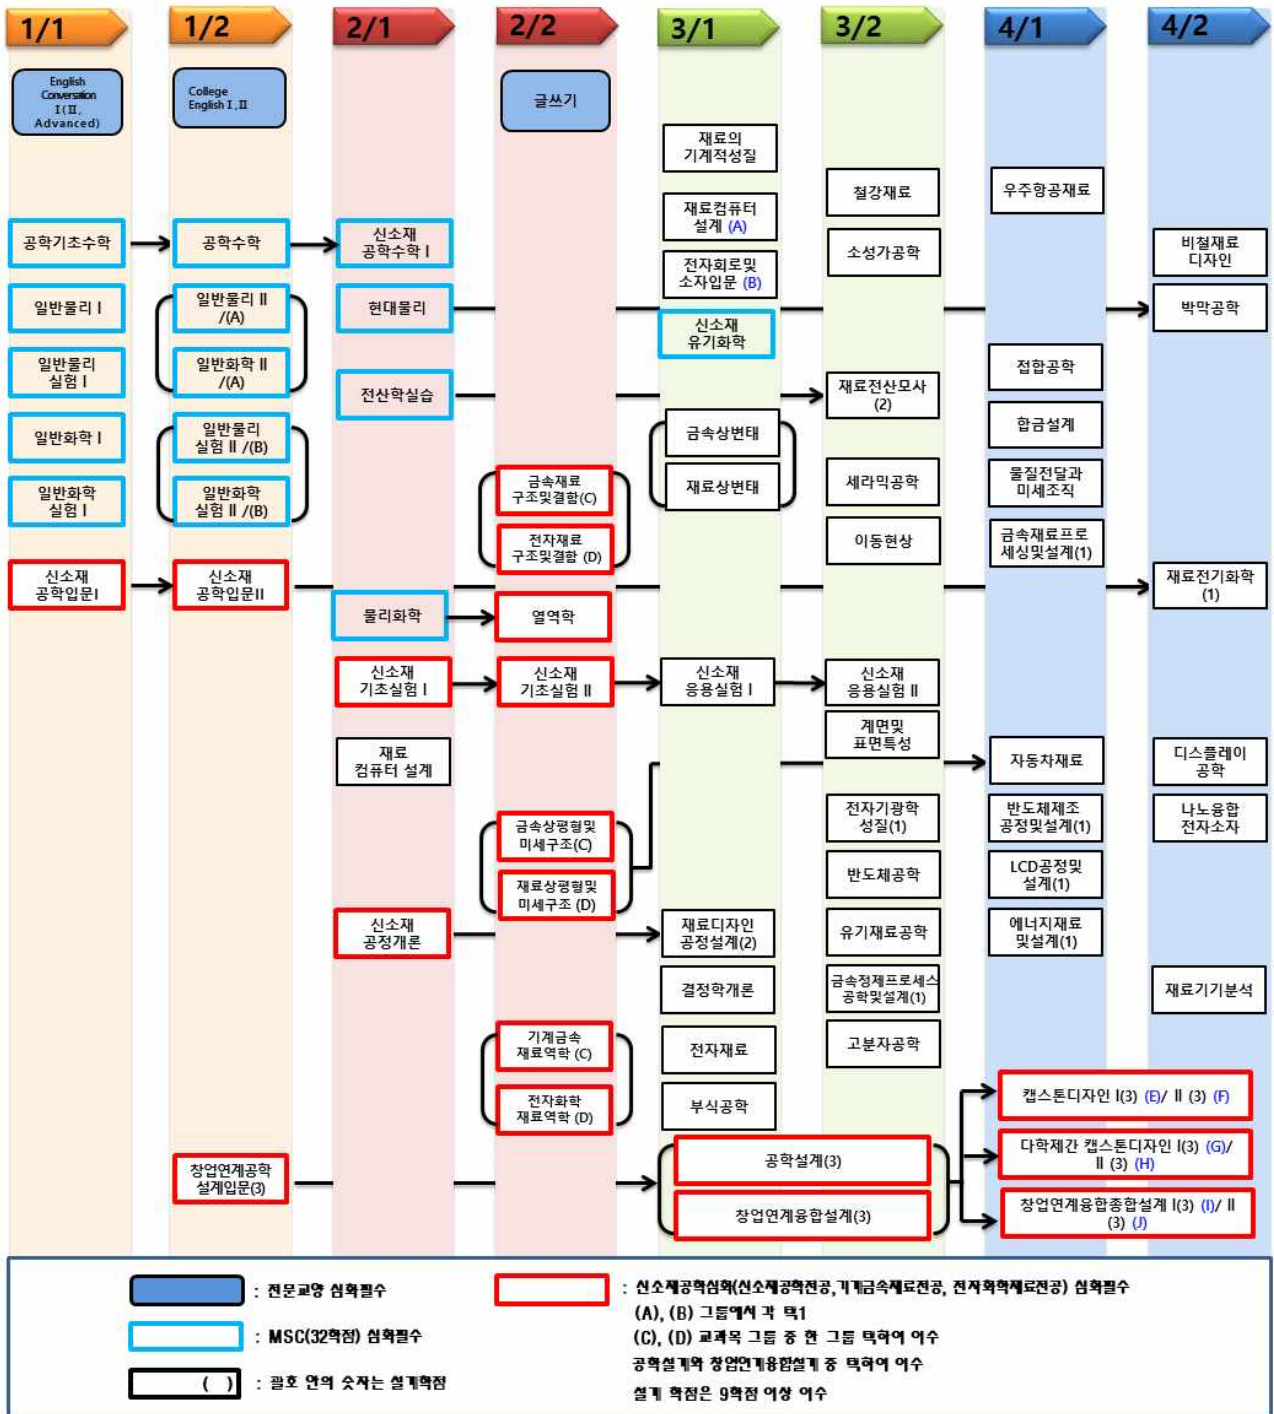 1/1
1/2
2/1
2/2
3/1
3/2
4/1
4/2
English
Conversation
I(II,
Advanced)
College
English I,II
글쓰기
재료의
기계적성질
철강재료
우주항공재료
재료컴퓨터
설계 (A)
공학기초수학
공학수학
신소재
공학수학 I
소성가공학
비철재료
디자인
전자회로및
소자입문 (B)
일반물리 I
일반물리 II
/(A)
현대물리
신소재
유기화학
박막공학
일반물리
실험 I
일반화학 II
/(A)
전산학실습
재료전산모사
(2)
접합공학
합금설계
일반화학 I
일반물리
실험 II /(B)
금속상변태
일반화학
실험 I
일반화학
실험 II /(B)
금속재료
구조및결함(C)
재료상변태
세라믹공학
물질전달과
미세조직
전자재료
구조및결함 (D)
이동현상
금속재료프로
세싱및설계(1)
신소재
공학입문I
신소재
공학입문II
재료전기화학
(1)
물리화학
열역학
신소재
기초실험 I
신소재
기초실험 II
신소재
응용실험 I
신소재
응용실험 II
계면및
표면특성
재료
컴퓨터 설계
자동차재료
디스플레이
공학
금속상평형및
미세구조(C)
전자기광학
성질(1)
반도체제조
공정및설계(1)
나노융합
전자소자
재료상평형및
미세구조 (D)
반도체공학
LCD공정및
설계(1)
신소재
공정개론
재료디자인
공정설계(2)
유기재료공학
에너지재료
및설계(1)
결정학개론
금속정제프로세스
공학및설계(1)
재료기기분석
기계금속
재료역학 (C)
전자재료
고분자공학
전자화학
재료역학 (D)
부식공학
캡스톤디자인 I(3) (E)/ II (3) (F)
창업연계공학
설계입문(3)
공학설계(3)
다학제간 캡스톤디자인 I(3) (G)/
II (3) (H)
창업연계융합설계(3)
창업연계융합종합설계 I(3) (I)/ II
(3) (J)
: 전문교양 심화필수
: MSC(32학점) 심화필수
( ) : 괄호 안의 숫자는 설계학점
: 신소재공학심화(신소재공학전공,기계금속재료전공, 전자화학재료전공) 심화필수
(A), (B) 그룹에서 각 택1
(C), (D) 교과목 그룹 중 한 그룹 택하여 이수
공학설계와 창업연계융합설계 중 택하여 이수
설계 학점은 9학점 이상 이수